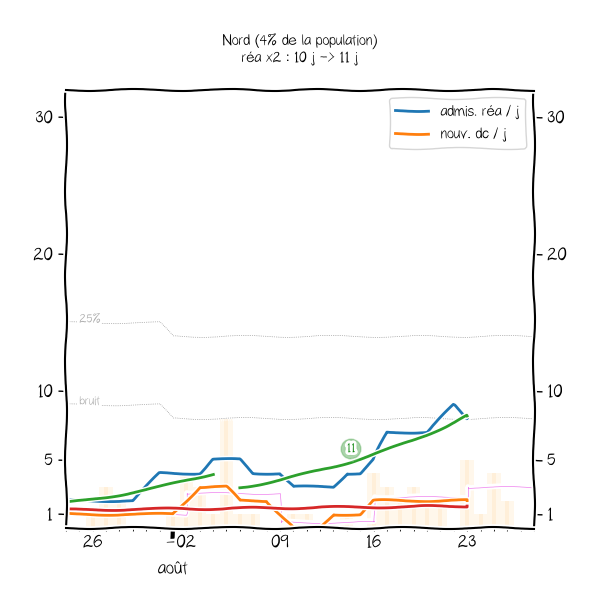 Nord (4% de la population)
réa x2 : 10 j -> 11 j
admis. réa / j
nouv. dc / j
30
30
20
20
25%
10
10
bruit
11
5
5
1
1
26
02
09
16
23
août